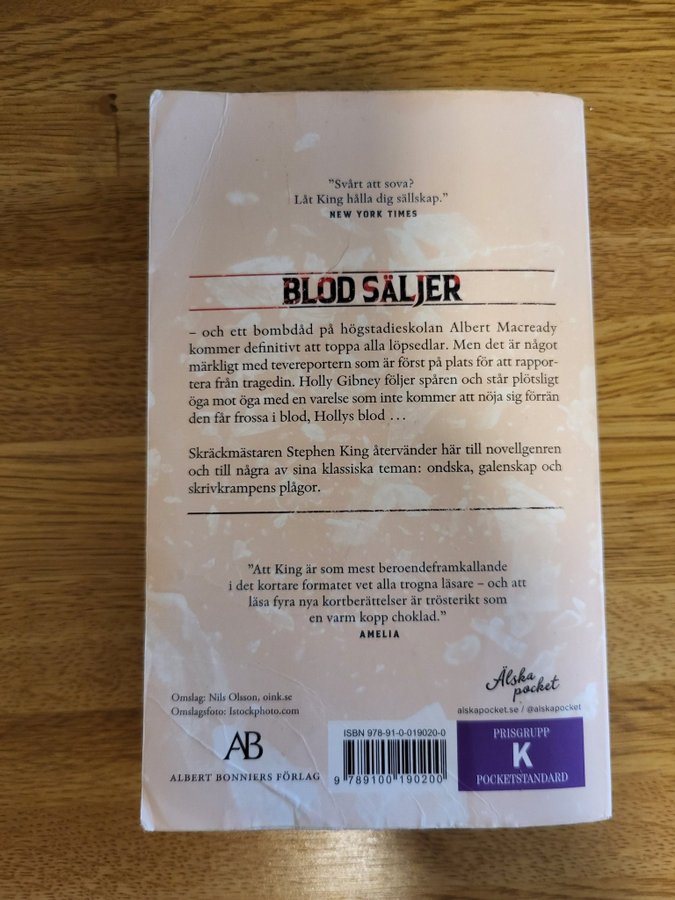 ”Svårt att sova?
Låt King hålla dig sällskap.”
NEW YORK TIMES
BLOD SÄLJER
– och ett bombdåd på högstadieskolan Albert Macready
kommer definitivt att toppa alla löpsedlar. Men det är något
märkligt med tevereportern som är först på plats för att rappor-
tera från tragedin. Holly Gibney följer spåren och står plötsligt
öga mot öga med en varelse som inte kommer att nöja sig förrän
den får frossa i blod, Hollys blod …
Skräckmästaren Stephen King återvänder här till novellgenren
och till några av sina klassiska teman: ondska, galenskap och
skrivkrampens plågor.
”Att King är som mest beroendeframkallande
i det kortare formatet vet alla trogna läsare – och att
läsa fyra nya kortberättelser är trösterikt som
en varm kopp choklad.”
AMELIA
Älska
pocket
alskapocket.se / @alskapocket
Omslag: Nils Olsson, oink.se
Omslagsfoto: Istockphoto.com
AB
ALBERT BONNIERS FÖRLAG
ISBN 978-91-0-019020-0
9 789100 190200
PRISGRUPP
K
POCKETSTANDARD